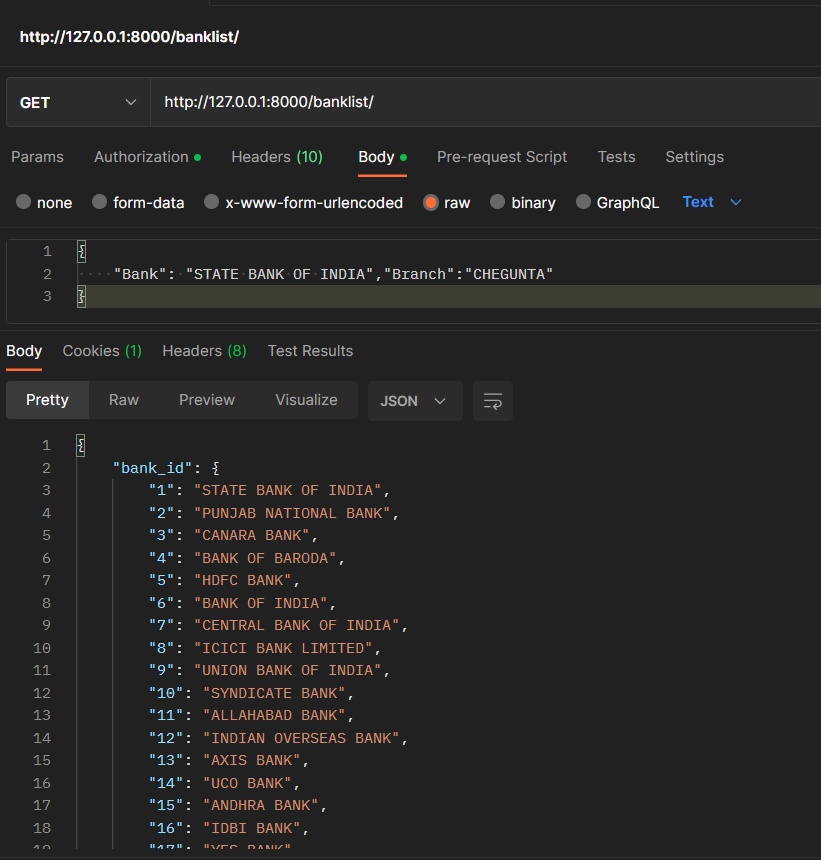 http://127.0.0.1:8000/banklist/
GET http://127.0.0.1:8000/banklist/
Params Authorization Headers (10) Body Pre-request Script Tests Settings
none form-data x-www-form-urlencoded raw binary GraphQL Text
1 {
2 "Bank": "STATE BANK OF INDIA","Branch":"CHEGUNTA"
3 }
Body Cookies (1) Headers (8) Test Results
Pretty Raw Preview Visualize JSON
1 {
2 "bank_id": {
3 "1": "STATE BANK OF INDIA",
4 "2": "PUNJAB NATIONAL BANK",
5 "3": "CANARA BANK",
6 "4": "BANK OF BARODA",
7 "5": "HDFC BANK",
8 "6": "BANK OF INDIA",
9 "7": "CENTRAL BANK OF INDIA",
10 "8": "ICICI BANK LIMITED",
11 "9": "UNION BANK OF INDIA",
12 "10": "SYNDICATE BANK",
13 "11": "ALLAHABAD BANK",
14 "12": "INDIAN OVERSEAS BANK",
15 "13": "AXIS BANK",
16 "14": "UCO BANK",
17 "15": "ANDHRA BANK",
18 "16": "IDBI BANK",
19 "17": "YES BANK"